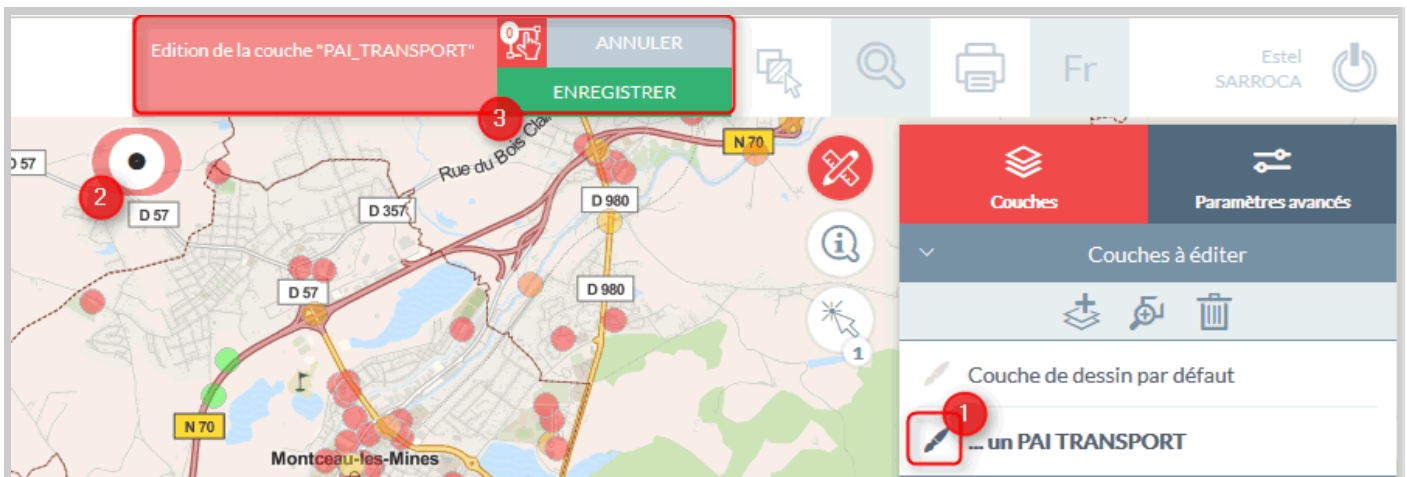 Edition de la couche "PAI_TRANSPORT"
0
ANNULER
ENREGISTRER
3
Fr
Estel
SARROCA
D 57
2
D 57
D 357
Rue du Bois Clair
D 980
N 70
D 57
D 980
N 70
Montceau-les-Mines
1
Couches
Paramètres avancés
Couches à éditer
Couche de dessin par défaut
1
... un PAI TRANSPORT